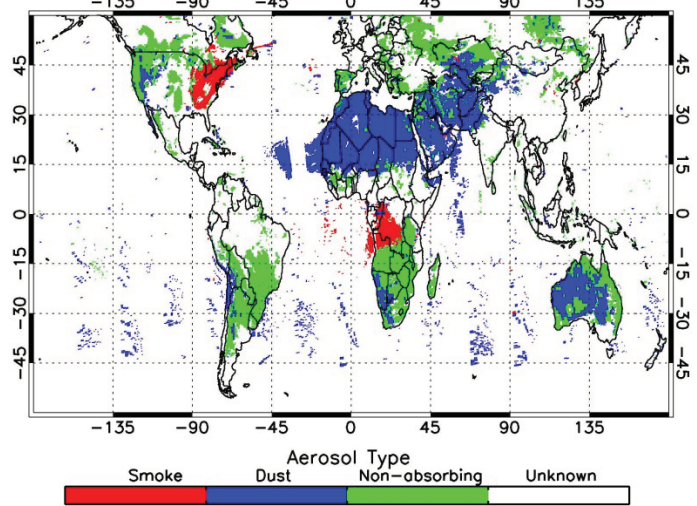 −135 −90 −45 0 45 90 135
45 45
30 30
15 15
0 0
−15 −15
−30 −30
−45 −45
−135 −90 −45 0 45 90 135
Aerosol Type
Smoke Dust Non−absorbing Unknown